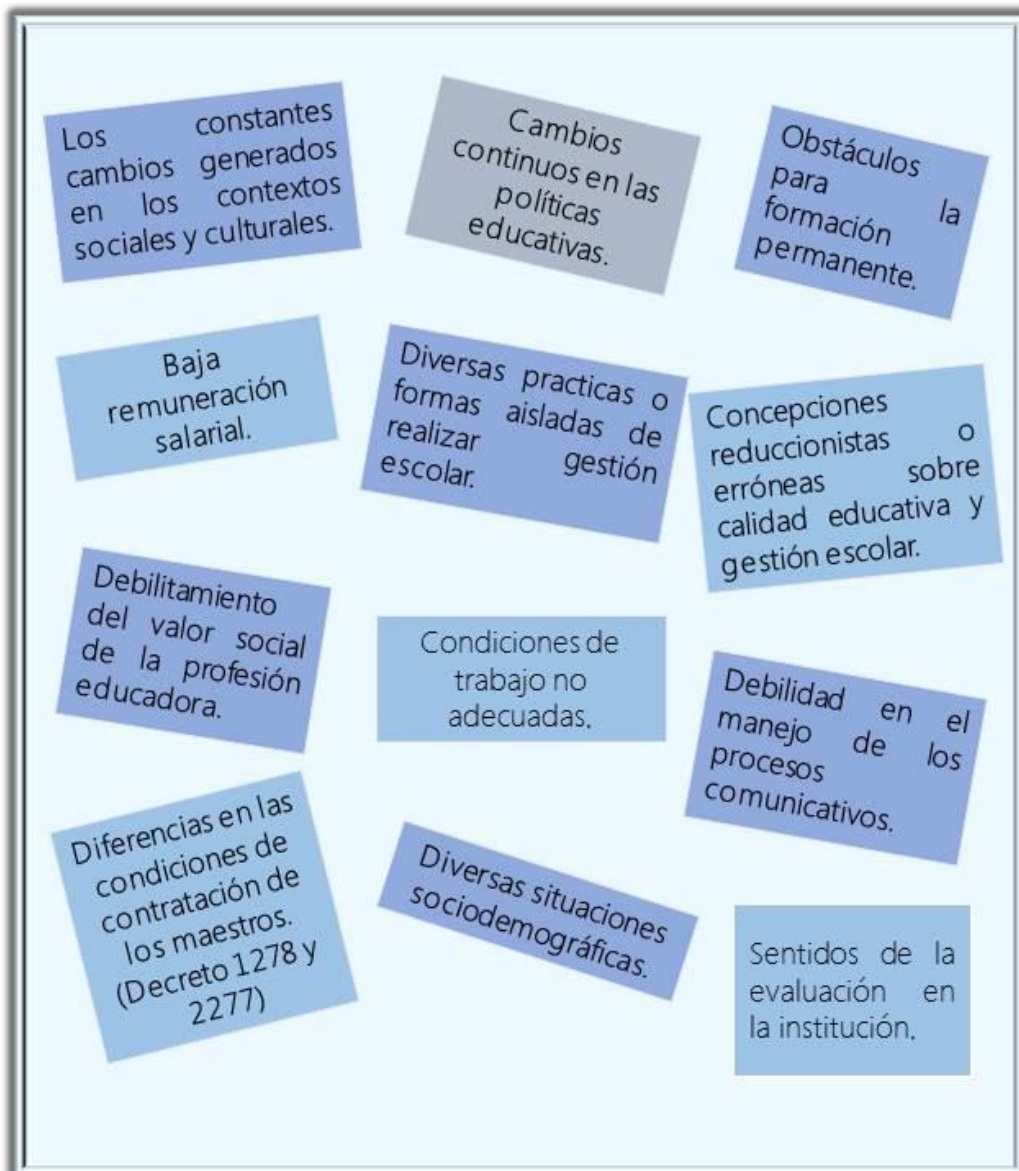 Los constantes
cambios generados
en los contextos
sociales y culturales.
Cambios
continuos en las
políticas
educativas.
Obstáculos
para la
formación
permanente.
Baja
remuneración
salarial.
Diversas practicas o
formas aisladas de
realizar gestión
escolar.
Concepciones
reduccionistas o
erróneas sobre
calidad educativa y
gestión escolar.
Debilitamiento
del valor social
de la profesión
educadora.
Condiciones de
trabajo no
adecuadas.
Debilidad en el
manejo de los
procesos
comunicativos.
Diferencias en las
condiciones de
contratación de
los maestros.
(Decreto 1278 y
2277)
Diversas situaciones
sociodemográficas.
Sentidos de la
evaluación en
la institución.